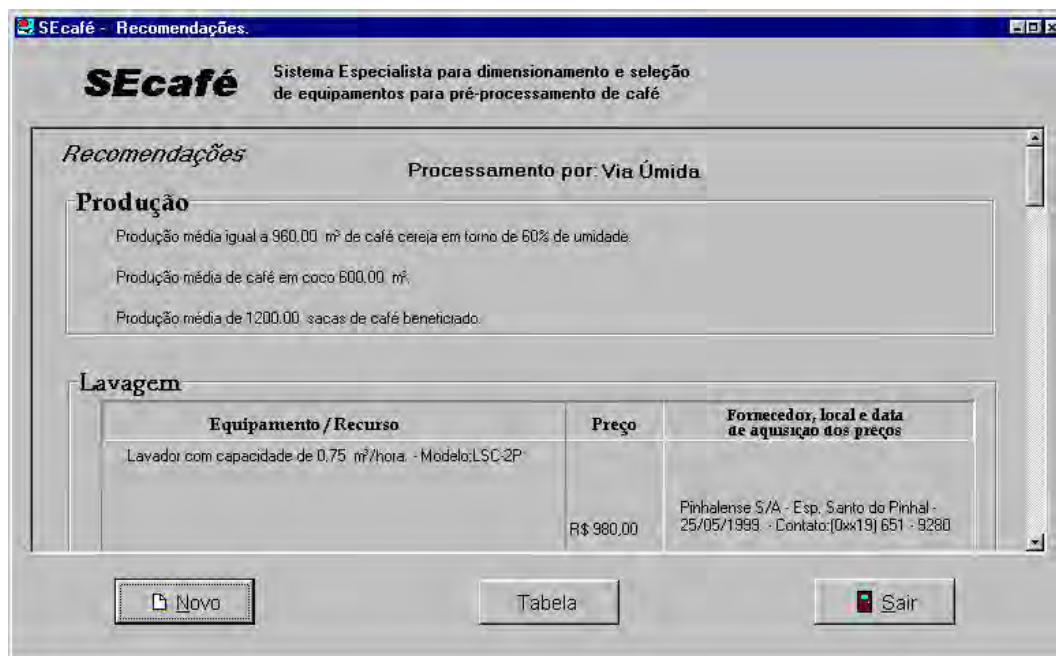 SEcafé - Recomendações.
SEcafé
Sistema Especialista para dimensionamento e seleção
de equipamentos para pré-processamento de café
Recomendações
Processamento por: Via Úmida
Produção
Produção média igual a 960.00 m³ de café cereja em torno de 60% de umidade.
Produção média de café em coco 600.00 m³.
Produção média de 1200.00 sacas de café beneficiado.
Lavagem
Equipamento / Recurso
Preço
Fornecedor, local e data
de aquisição dos preços
Lavador com capacidade de 0.75 m³/hora. - Modelo:LSC-2P
R$ 980,00
Pinhalense S/A - Esp. Santo do Pinhal -
25/05/1999 - Contato:(0xx19) 651 - 9280
Novo
Tabela
Sair